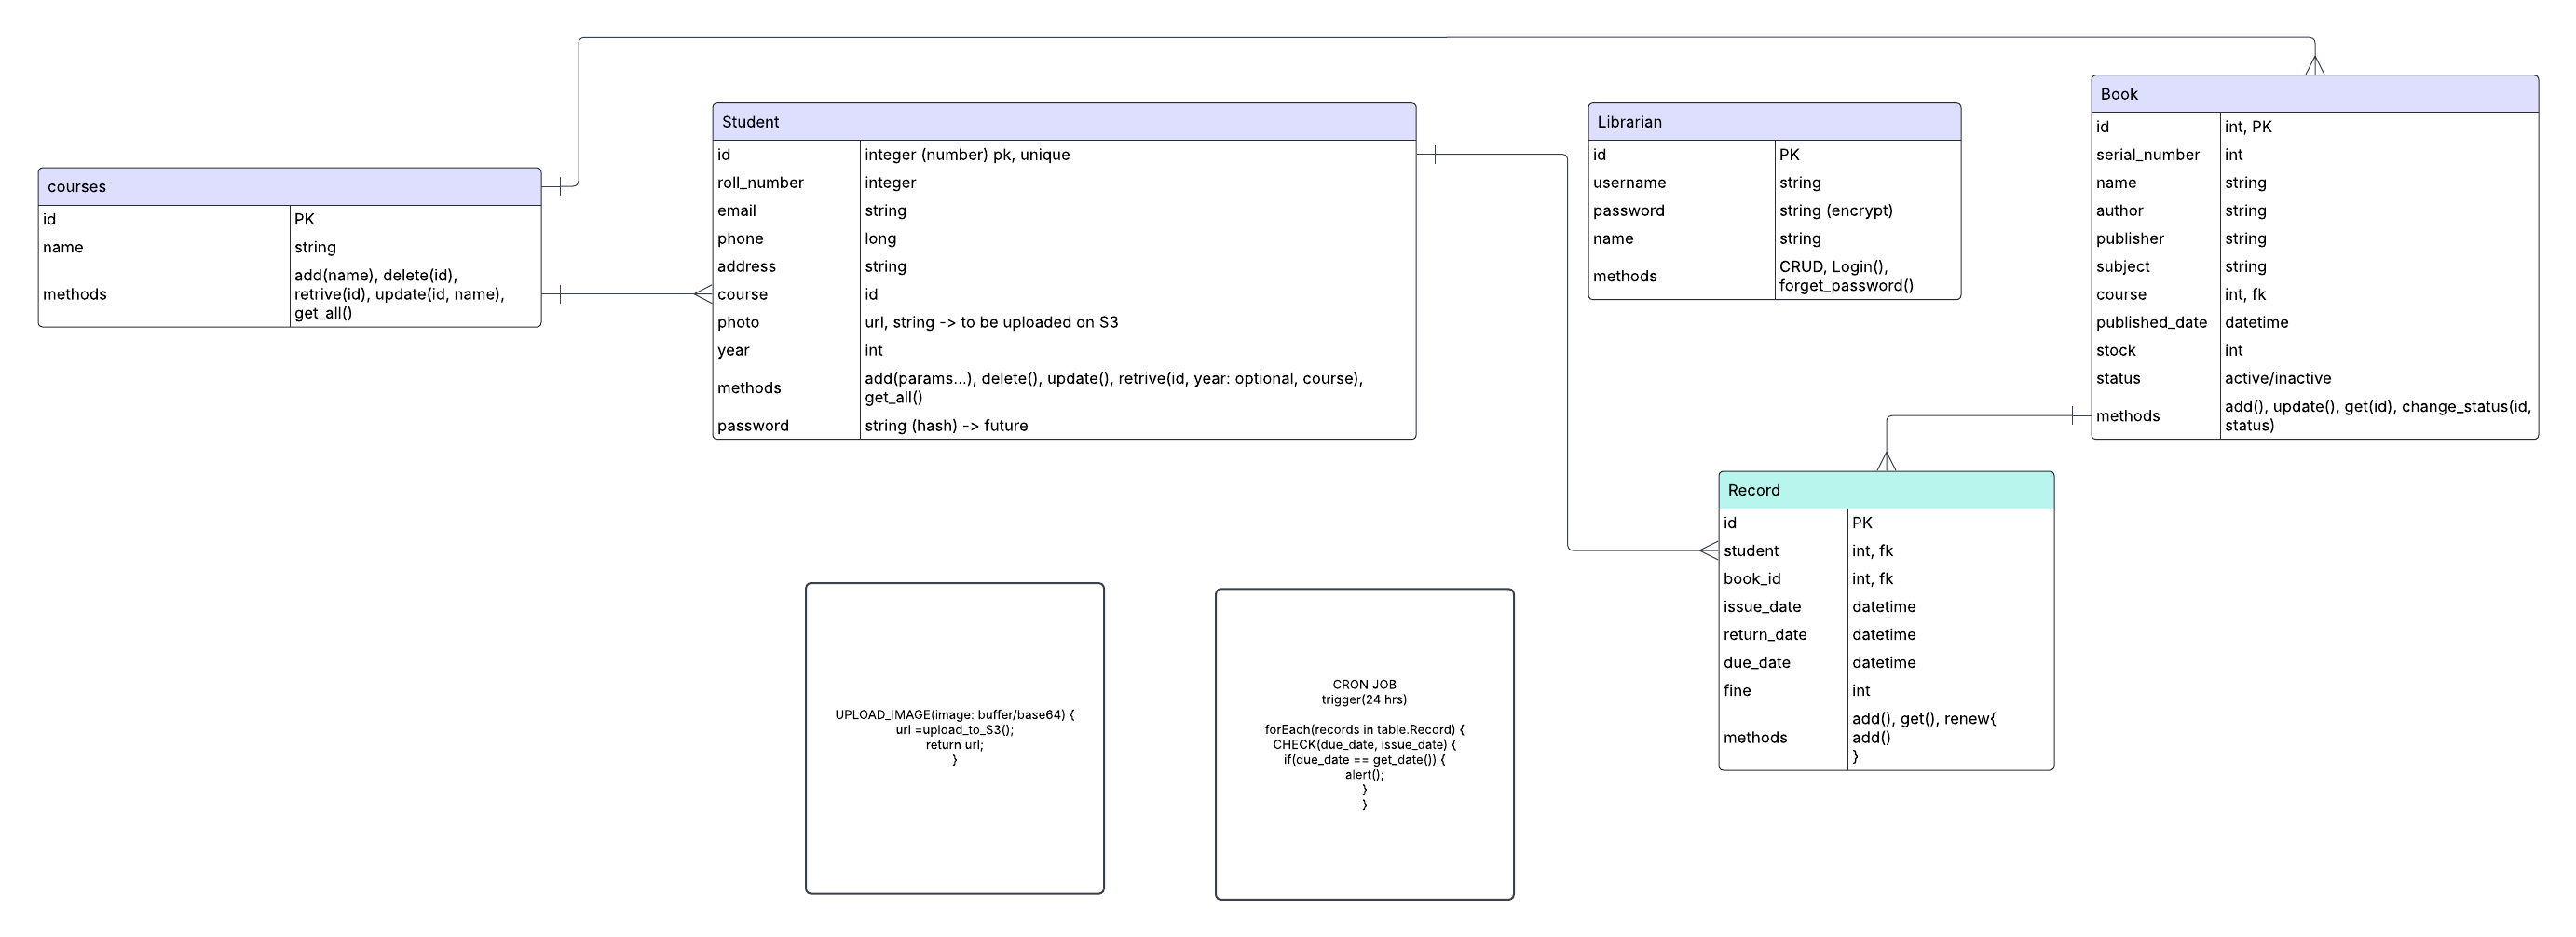 courses
id PK
name string
methods add(name), delete(id),
retrive(id), update(id, name),
get_all()
Student
id integer (number) pk, unique
roll_number integer
email string
phone long
address string
course id
photo url, string -> to be uploaded on S3
year int
methods add(params...), delete(), update(), retrive(id, year: optional, course),
get_all()
password string (hash) -> future
Librarian
id PK
username string
password string (encrypt)
name string
methods CRUD, Login(),
forget_password()
Book
id int, PK
serial_number int
name string
author string
publisher string
subject string
course int, fk
published_date datetime
stock int
status active/inactive
methods add(), update(), get(id), change_status(id,
status)
Record
id PK
student int, fk
book_id int, fk
issue_date datetime
return_date datetime
due_date datetime
fine int
methods add(), get(), renew{
add()
}
UPLOAD_IMAGE(image: buffer/base64) {
url =upload_to_S3();
return url;
}
CRON JOB
trigger(24 hrs)
forEach(records in table.Record) {
CHECK(due_date, issue_date) {
if(due_date == get_date()) {
alert();
}
}